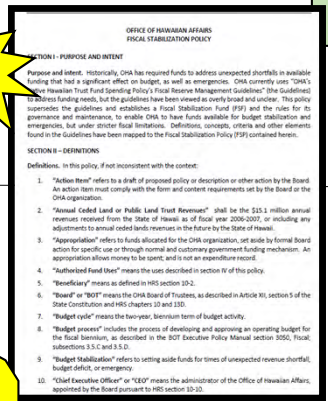 OFFICE OF HAWAIIAN AFFAIRS
FISCAL STABILIZATION POLICY
SECTION I - PURPOSE AND INTENT
Purpose and intent. Historically, OHA has required funds to address unexpected shortfalls in available
funding that had a significant effect on budget, as well as emergencies. OHA currently uses "OHA's
Native Hawaiian Trust Fund Spending Policy's Fiscal Reserve Management Guidelines" (the Guidelines)
to address funding needs, but the guidelines have been viewed as overly broad and unclear. This policy
supersedes the guidelines and establishes a Fiscal Stabilization Fund (FSF) and the rules for its
governance and maintenance, to enable OHA to have funds available for budget stabilization and
emergencies, but under stricter fiscal limitations. Definitions, concepts, criteria and other elements
found in the Guidelines have been mapped to the Fiscal Stabilization Policy (FSP) contained herein.
SECTION II – DEFINITIONS
Definitions. In this policy, if not inconsistent with the context:
1. "Action Item" refers to a draft of proposed policy or description or other action by the Board.
An action item must comply with the form and content requirements set by the Board or the
OHA organization.
2. "Annual Ceded Land or Public Land Trust Revenues" shall be the $15.1 million annual
revenues received from the State of Hawaii as of fiscal year 2006-2007, or including any
adjustments to annual ceded lands revenues in the future by the State of Hawaii.
3. "Appropriation" refers to funds allocated for the OHA organization, set aside by formal Board
action for specific use or through normal and customary government funding mechanism. An
appropriation allows money to be spent; and is not an expenditure record.
4. "Authorized Fund Uses" means the uses described in section IV of this policy.
5. "Beneficiary" means as defined in HRS section 10-2.
6. "Board" or "BOT" means the OHA Board of Trustees, as described in Article XII, section 5 of the
State Constitution and HRS chapters 10 and 13D.
7. "Budget cycle" means the two-year, biennium term of budget activity.
8. "Budget process" includes the process of developing and approving an operating budget for
the fiscal biennium, as described in the BOT Executive Policy Manual section 3050, Fiscal;
subsections 3.5.C and 3.5.D.
9. "Budget Stabilization" refers to setting aside funds for times of unexpected revenue shortfall,
budget deficit, or emergency.
10. "Chief Executive Officer" or "CEO" means the administrator of the Office of Hawaiian Affairs,
appointed by the Board pursuant to HRS section 10-10.